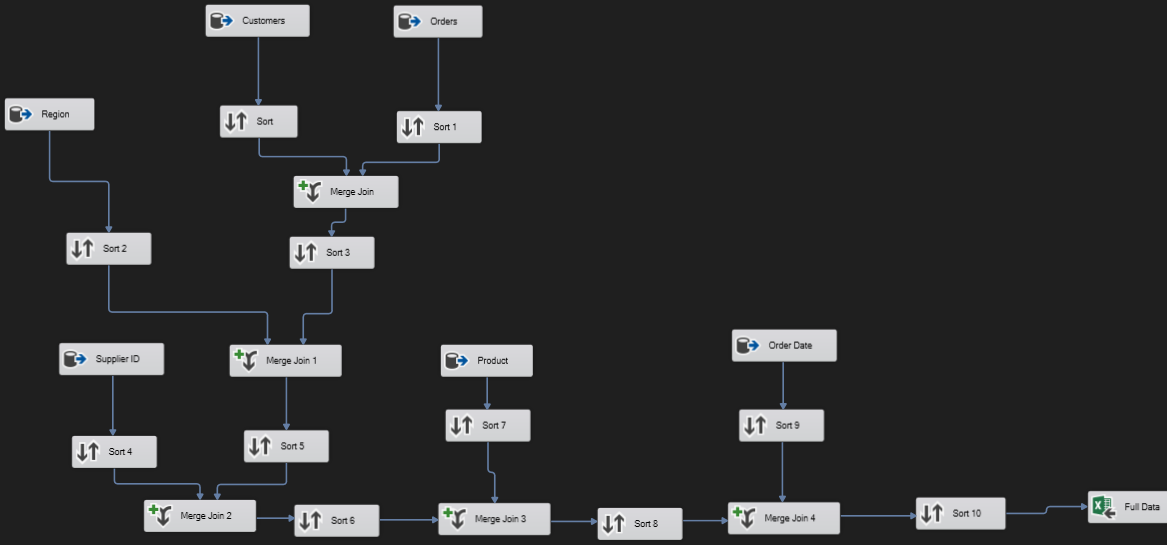 Customers
Orders
Region
Sort
Sort 1
Merge Join
Sort 2
Sort 3
Supplier ID
Merge Join 1
Product
Order Date
Sort 4
Sort 5
Sort 7
Sort 9
Merge Join 2
Sort 6
Merge Join 3
Sort 8
Merge Join 4
Sort 10
Full Data